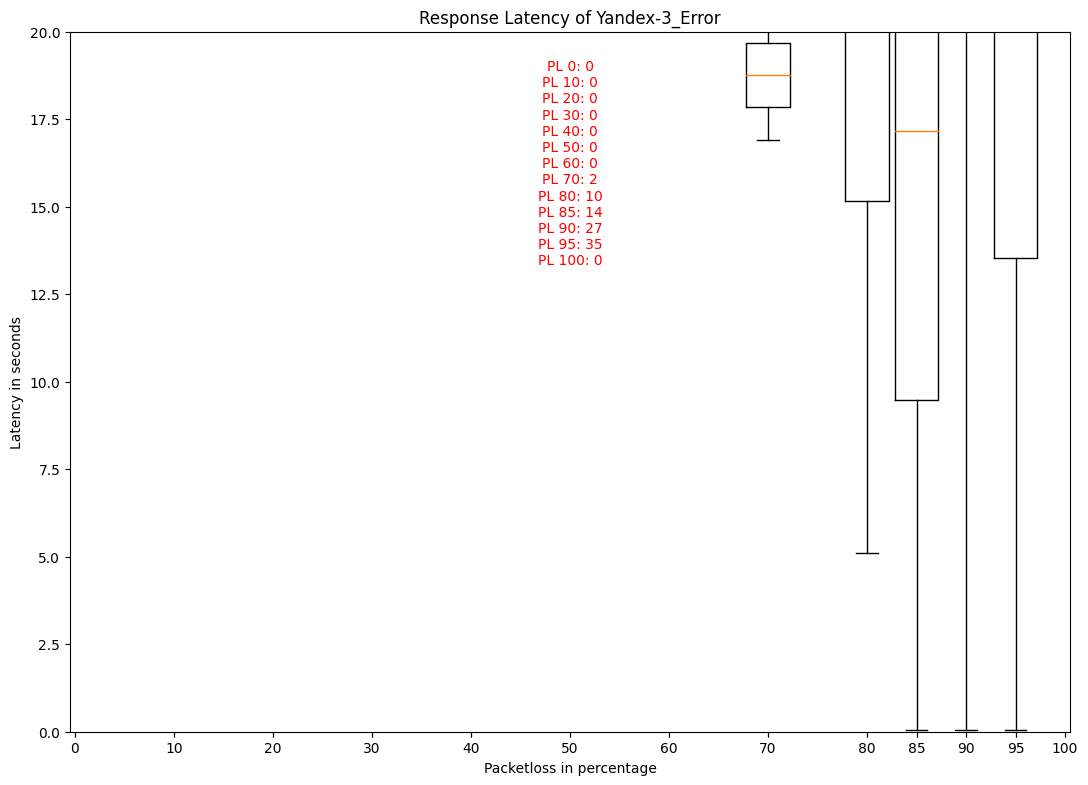 Response Latency of Yandex-3_Error
20.0
17.5
15.0
12.5
10.0
7.5
5.0
2.5
0.0
Latency in seconds
PL 0: 0
PL 10: 0
PL 20: 0
PL 30: 0
PL 40: 0
PL 50: 0
PL 60: 0
PL 70: 2
PL 80: 10
PL 85: 14
PL 90: 27
PL 95: 35
PL 100: 0
0 10 20 30 40 50 60 70 80 85 90 95 100
Packetloss in percentage